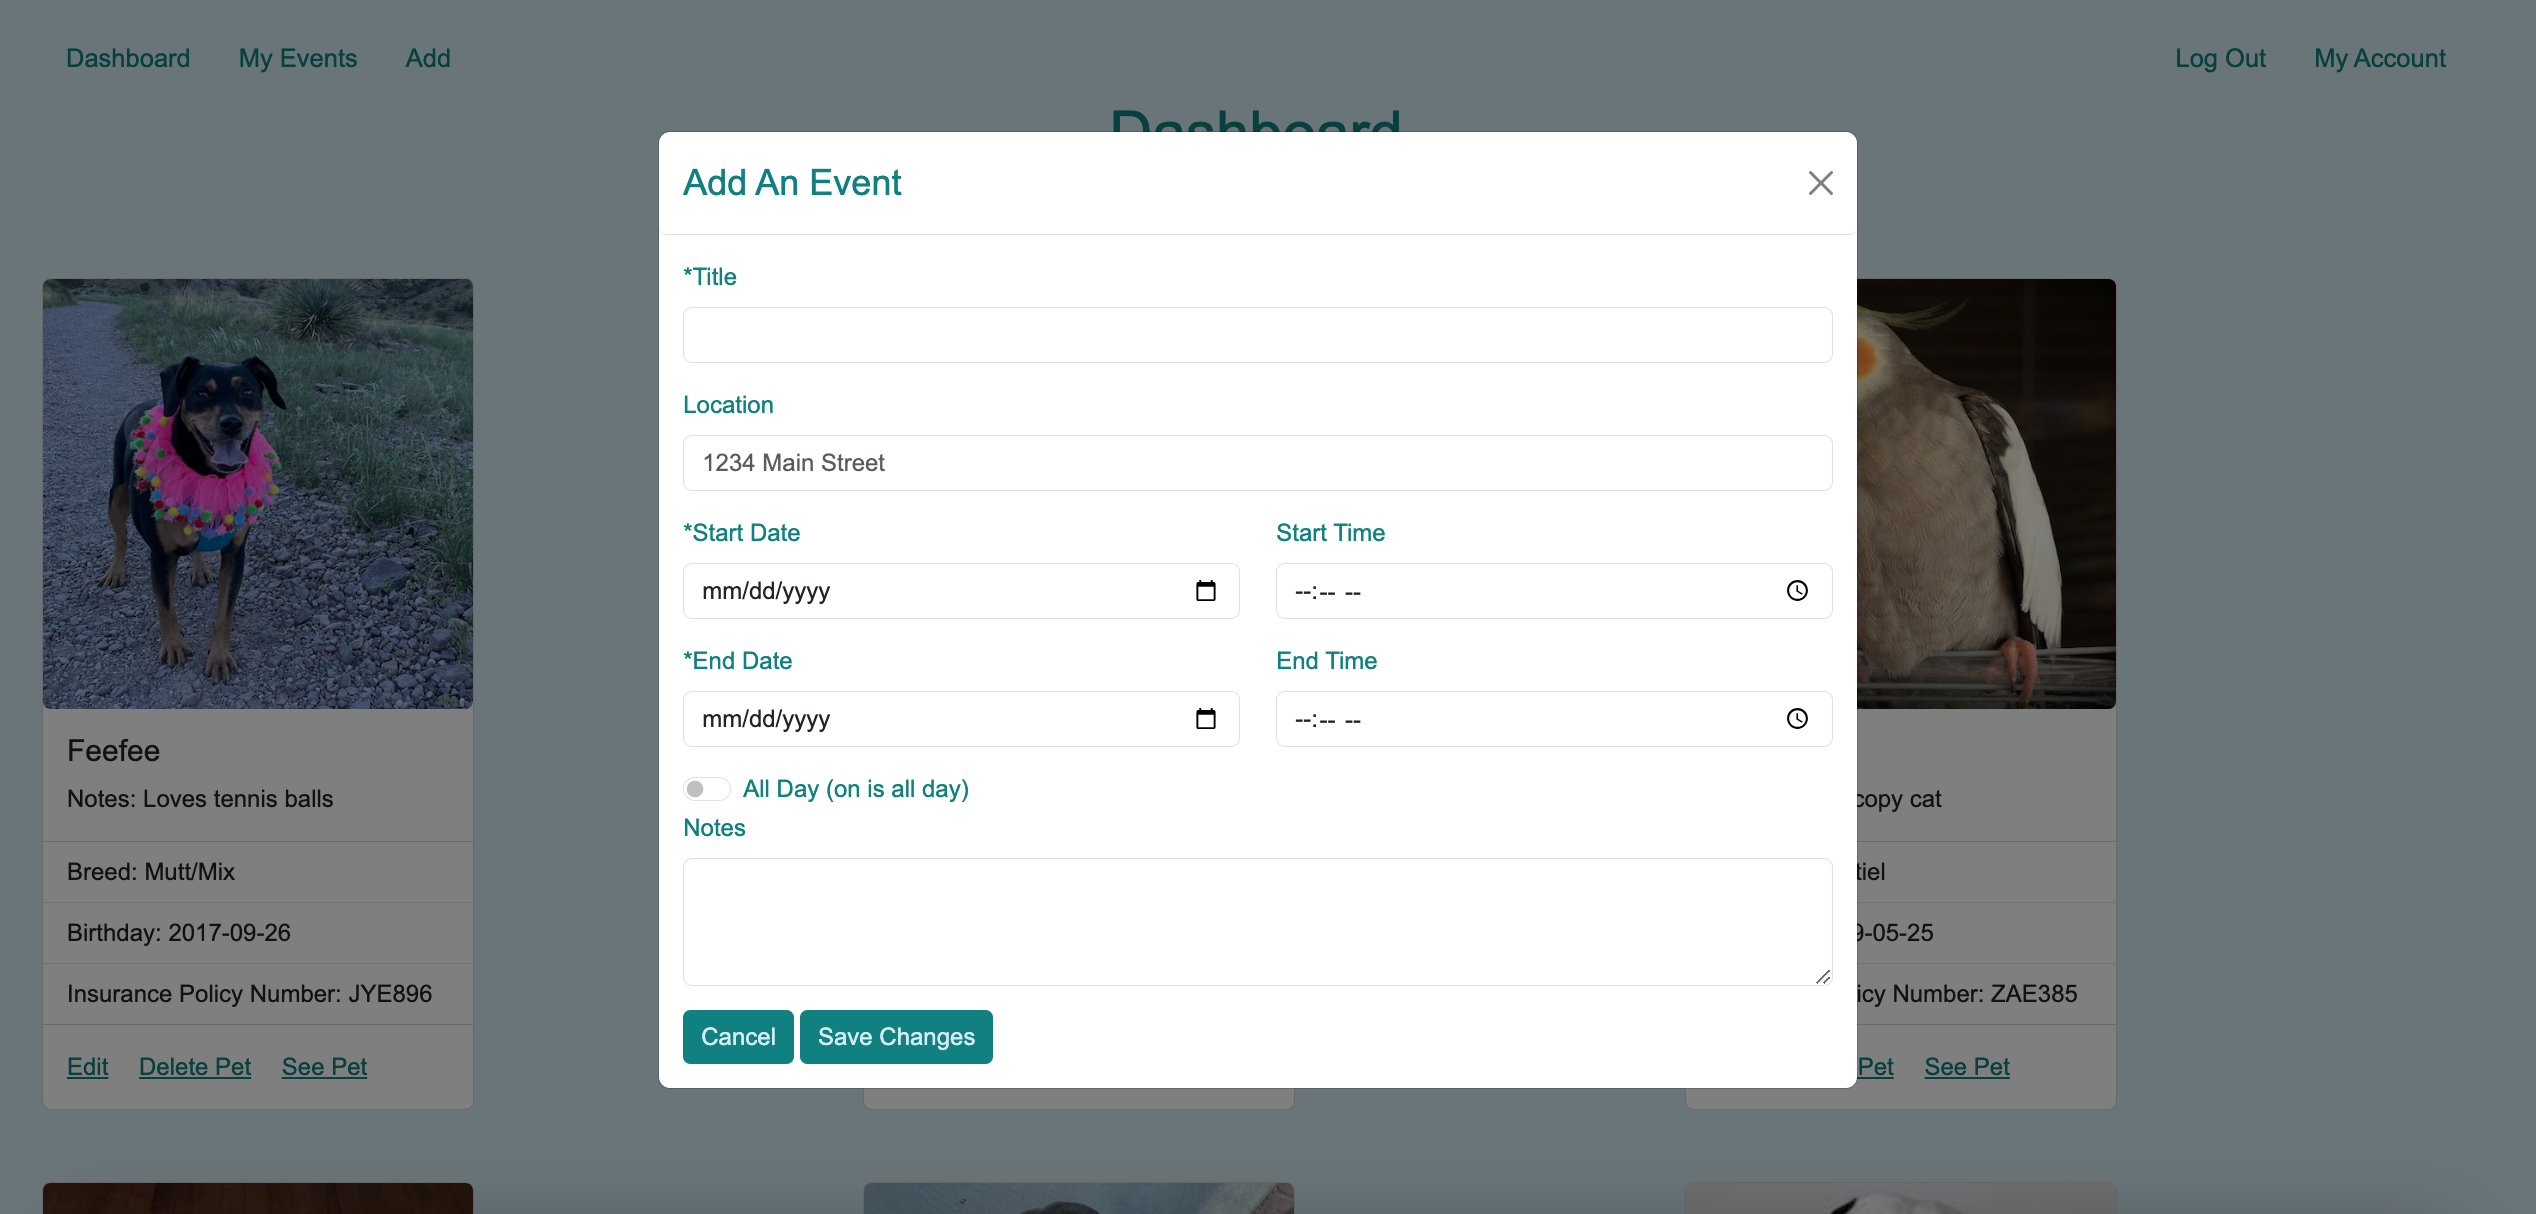 Dashboard My Events Add Log Out My Account
Dashboard
Add An Event
*Title
Location
1234 Main Street
*Start Date Start Time
mm/dd/yyyy --:-- --
*End Date End Time
mm/dd/yyyy --:-- --
All Day (on is all day)
Notes
Cancel Save Changes
Feefee
Notes: Loves tennis balls
Breed: Mutt/Mix
Birthday: 2017-09-26
Insurance Policy Number: JYE896
Edit Delete Pet See Pet
copy cat
tiel
9-05-25
icy Number: ZAE385
Pet See Pet